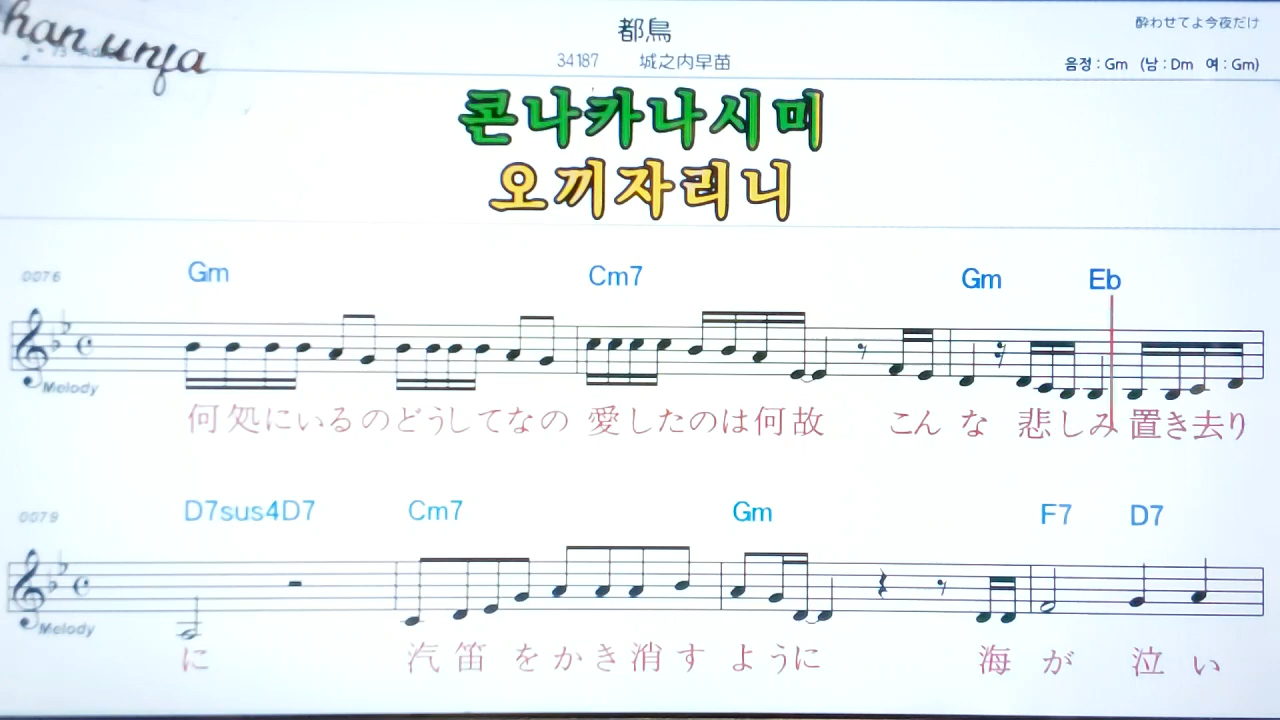 han unja
都鳥
酔わせてよ今夜だけ
34187 城之内早苗
음정 : Gm (남 : Dm 여 : Gm)
콘나카나시미
오끼자리니
0076 Gm Cm7 Gm Eb
Melody
何処にいるのどうしてなの 愛したのは何故 こんな 悲しみ 置き去り
0079 D7sus4D7 Cm7 Gm F7 D7
Melody
に 汽笛をかき消すように 海が泣い